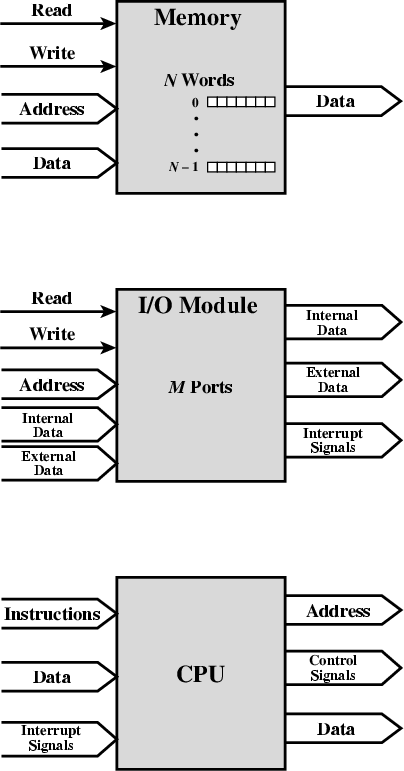 Read
Memory
Write
N Words
Address
0
Data
Data
N – 1
Read
I/O Module
Internal
Data
Write
Address
M Ports
External
Data
Internal
Data
Interrupt
Signals
External
Data
Instructions
Address
Data
CPU
Control
Signals
Interrupt
Signals
Data